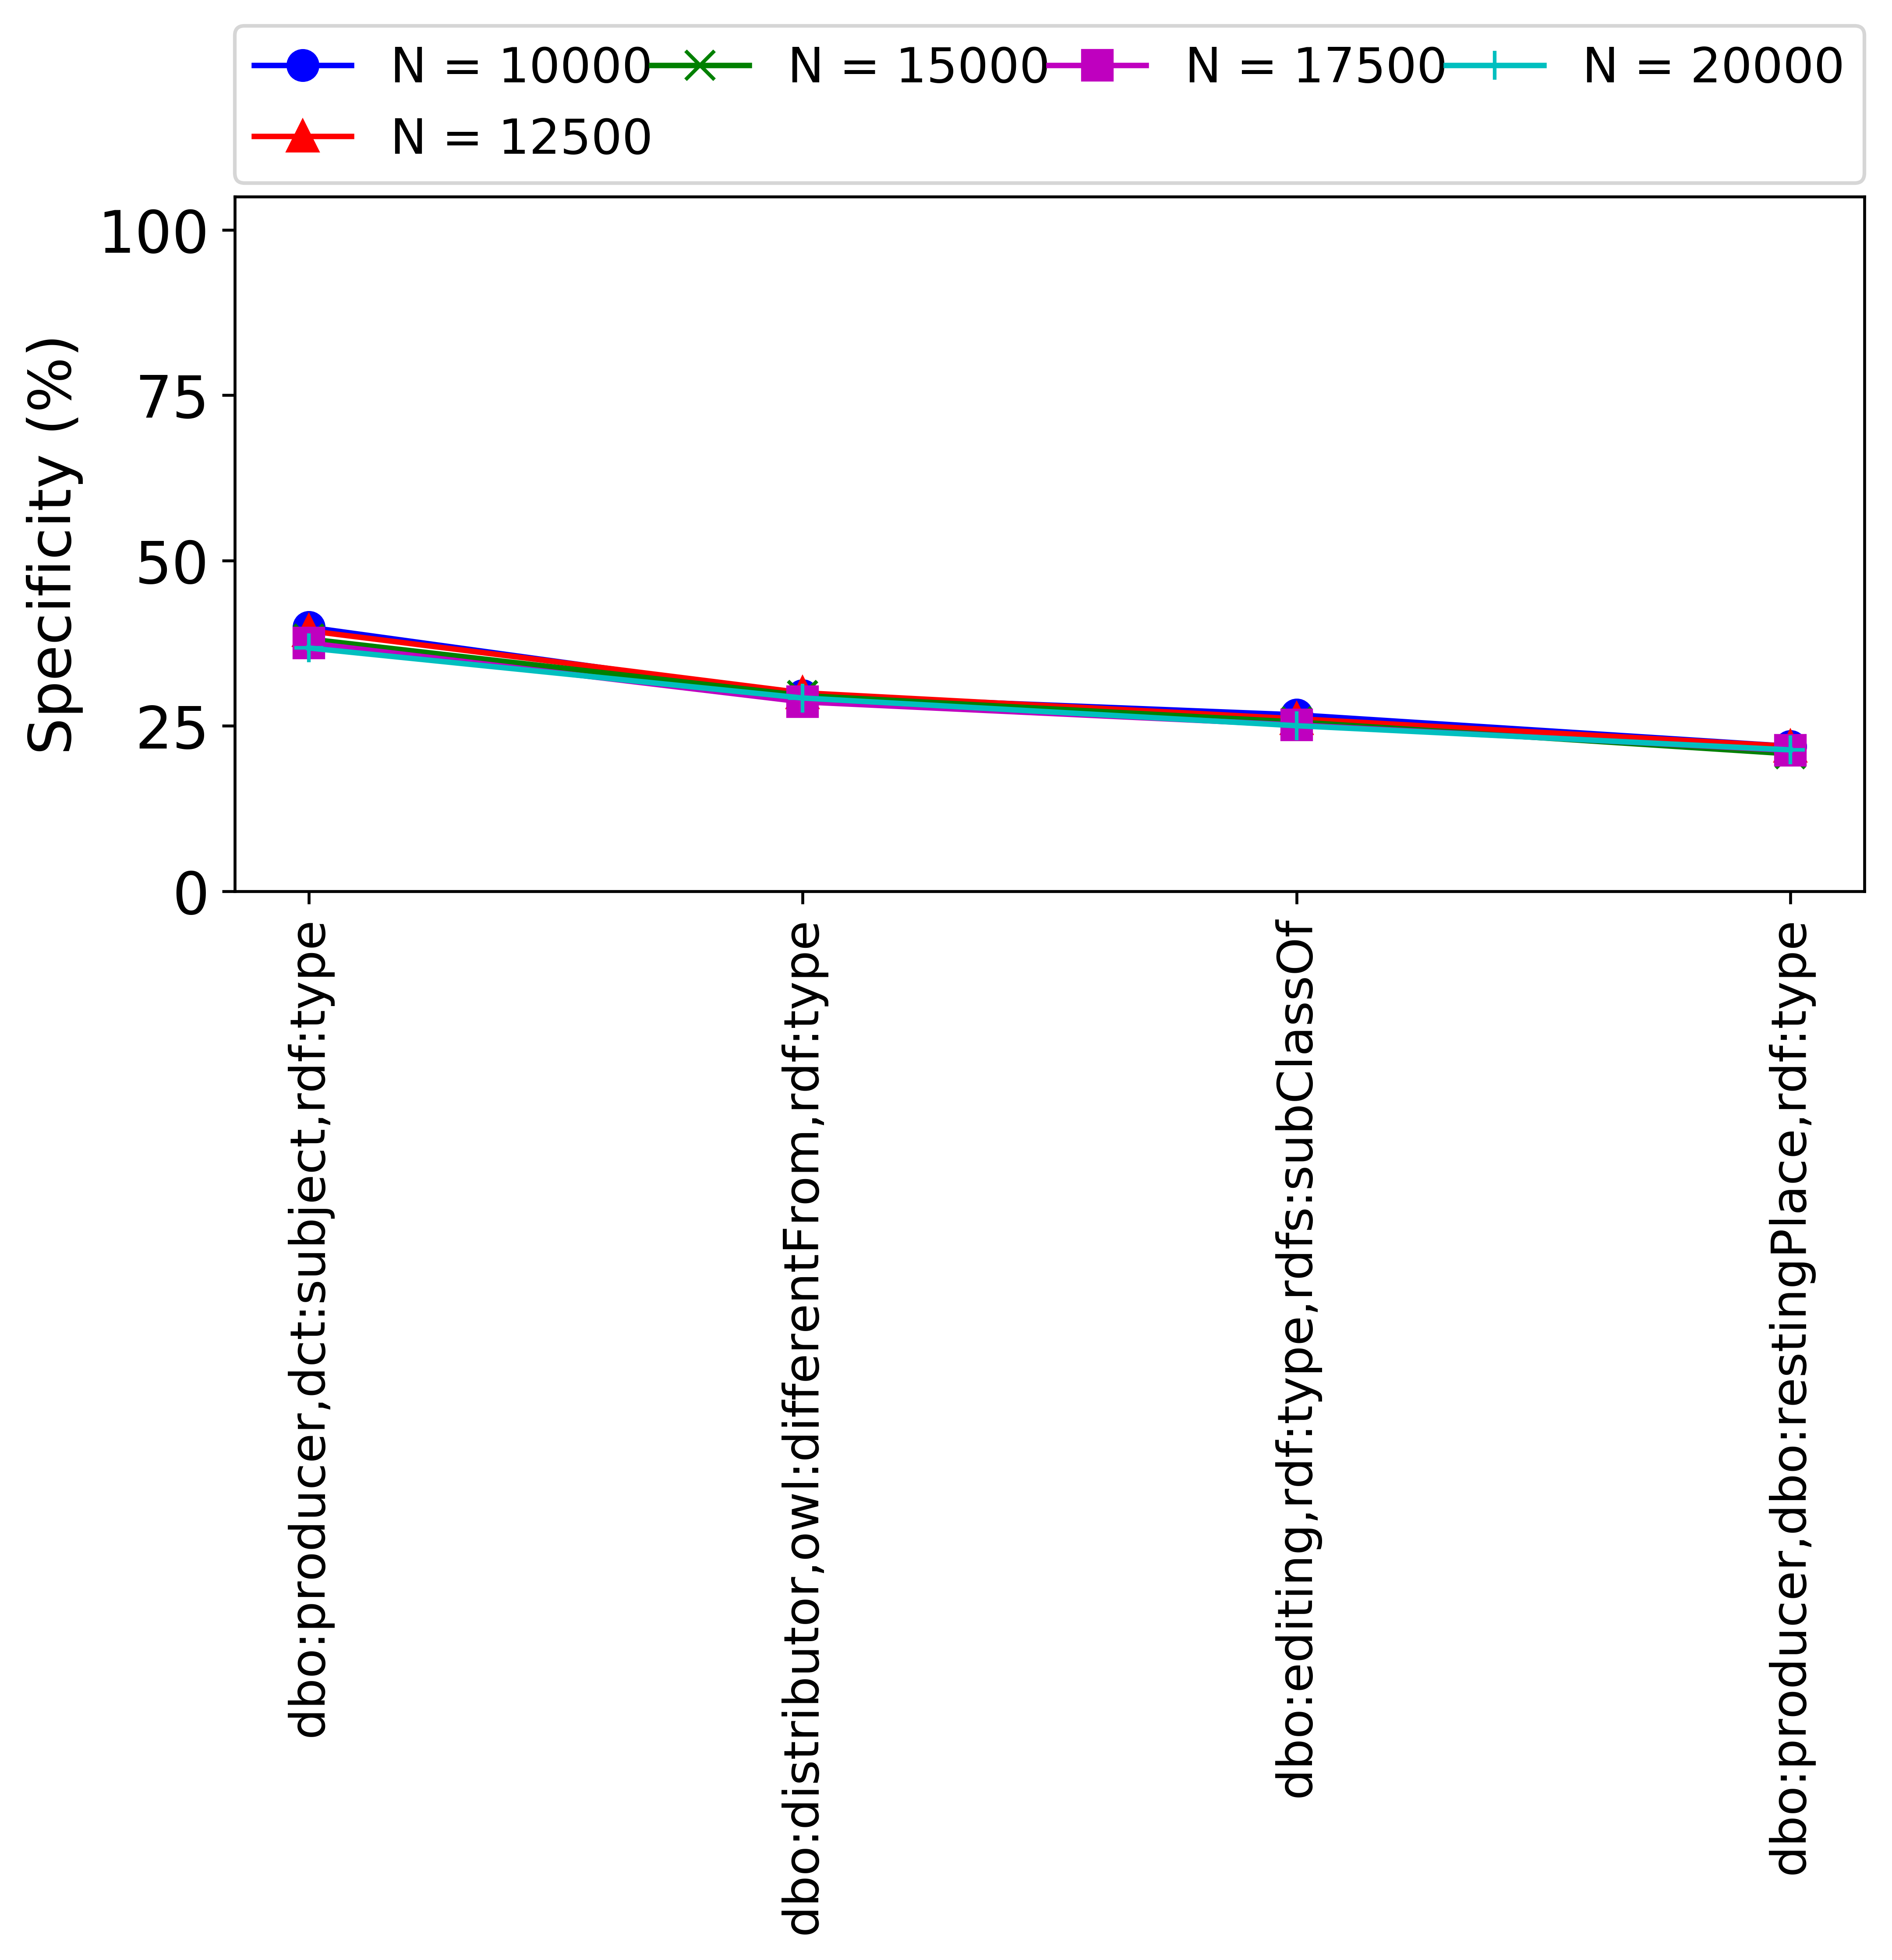 N = 10000 N = 15000 N = 17500 N = 20000
N = 12500
Specificity (%)
100
75
50
25
0
dbo:producer,dct:subject,rdf:type
dbo:distributor,owl:differentFrom,rdf:type
dbo:editing,rdf:type,rdfs:subClassOf
dbo:producer,dbo:restingPlace,rdf:type